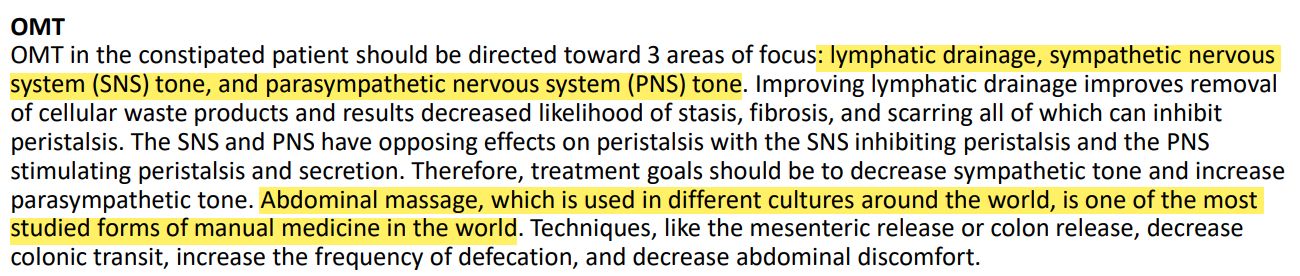 OMT
OMT in the constipated patient should be directed toward 3 areas of focus: lymphatic drainage, sympathetic nervous
system (SNS) tone, and parasympathetic nervous system (PNS) tone. Improving lymphatic drainage improves removal
of cellular waste products and results decreased likelihood of stasis, fibrosis, and scarring all of which can inhibit
peristalsis. The SNS and PNS have opposing effects on peristalsis with the SNS inhibiting peristalsis and the PNS
stimulating peristalsis and secretion. Therefore, treatment goals should be to decrease sympathetic tone and increase
parasympathetic tone. Abdominal massage, which is used in different cultures around the world, is one of the most
studied forms of manual medicine in the world. Techniques, like the mesenteric release or colon release, decrease
colonic transit, increase the frequency of defecation, and decrease abdominal discomfort.